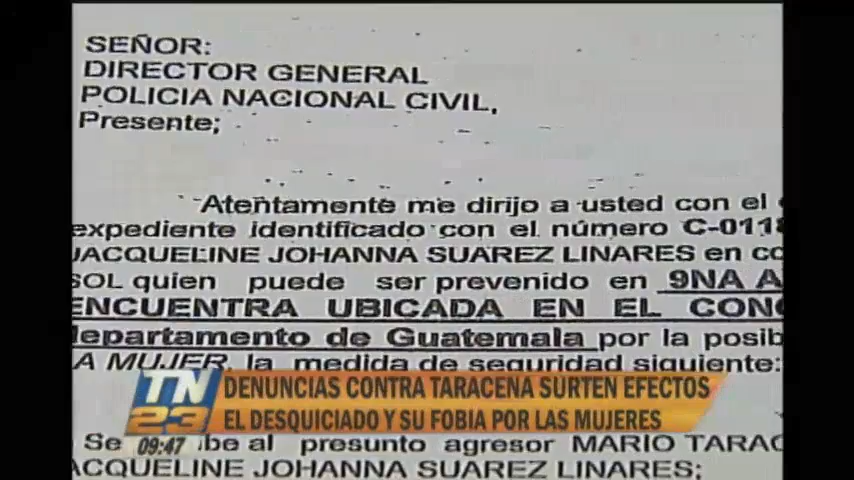 SEÑOR:
DIRECTOR GENERAL
POLICIA NACIONAL CIVIL,
Presente;
Atentamente me dirijo a usted con el
expediente identificado con el número C-0118
JACQUELINE JOHANNA SUAREZ LINARES en co
SOL quien puede ser prevenido en 9NA A
ENCUENTRA UBICADA EN EL CONG
departamento de Guatemala por la posib
A MUJER, la medida de seguridad siguiente:
TN 23
DENUNCIAS CONTRA TARACENA SURTEN EFECTOS
EL DESQUICIADO Y SU FOBIA POR LAS MUJERES
09:47
Se be al presunto agresor MARIO TARAC
ACQUELINE JOHANNA SUAREZ LINARES;